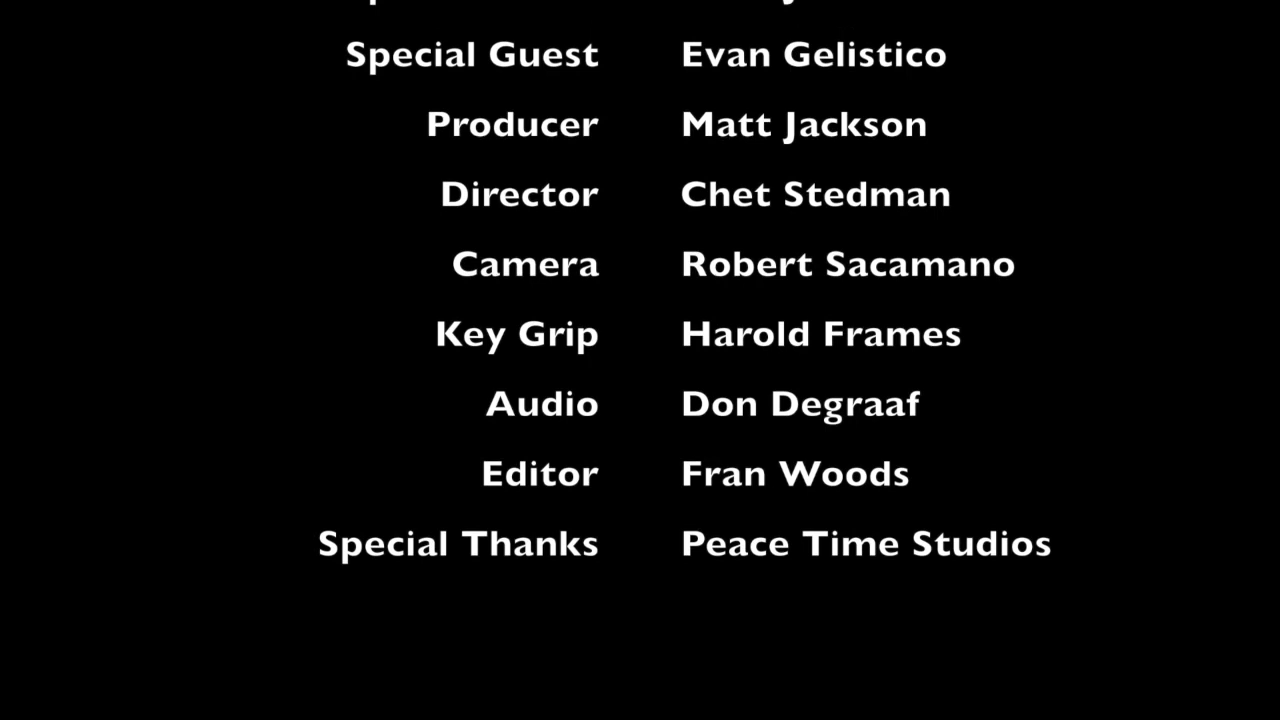 Special Guest Evan Gelistico
Producer Matt Jackson
Director Chet Stedman
Camera Robert Sacamano
Key Grip Harold Frames
Audio Don Degraaf
Editor Fran Woods
Special Thanks Peace Time Studios